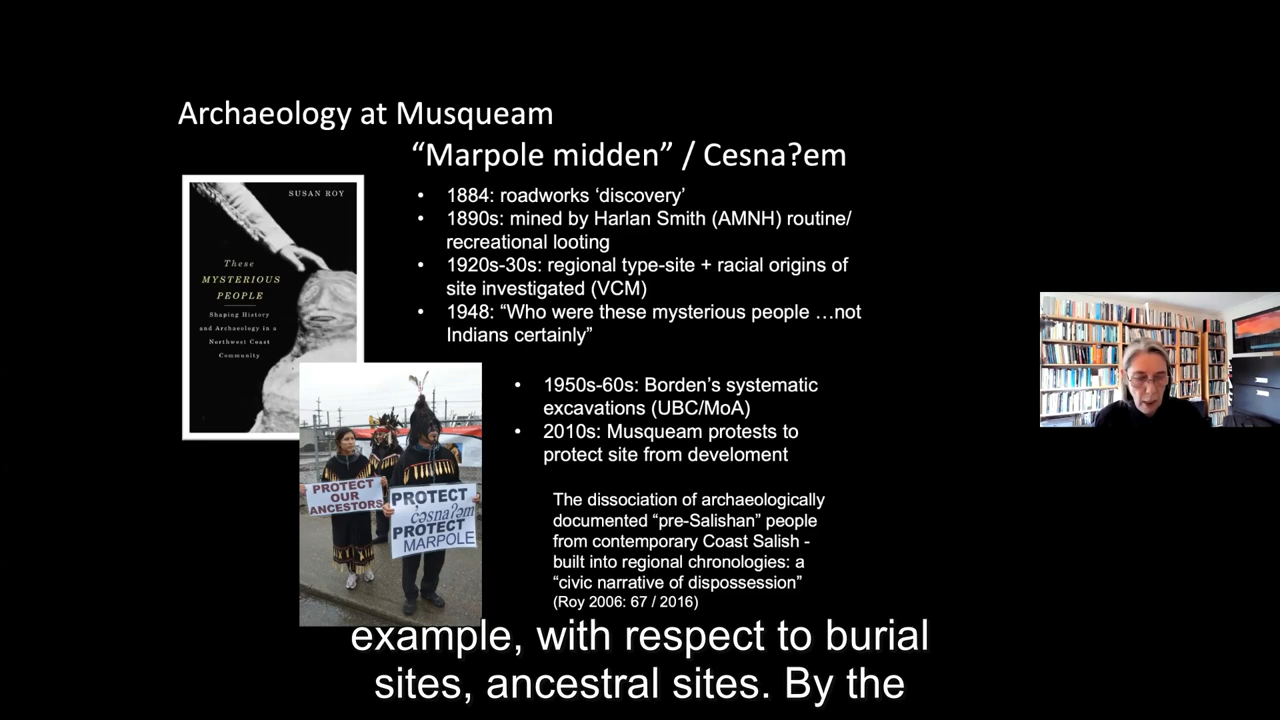 Archaeology at Musqueam
“Marpole midden” / Cesna?em
SUSAN ROY
These
MYSTERIOUS
PEOPLE
Shaping History
and Archaeology in a
Northwest Coast
Community
• 1884: roadworks ‘discovery’
• 1890s: mined by Harlan Smith (AMNH) routine/
recreational looting
• 1920s-30s: regional type-site + racial origins of
site investigated (VCM)
• 1948: “Who were these mysterious people …not
Indians certainly”
• 1950s-60s: Borden’s systematic
excavations (UBC/MoA)
• 2010s: Musqueam protests to
protect site from develoment
PROTECT
OUR
ANCESTORS
PROTECT
c̓əsnaʔəm
PROTECT
MARPOLE
The dissociation of archaeologically
documented “pre-Salishan” people
from contemporary Coast Salish -
built into regional chronologies: a
“civic narrative of dispossession”
(Roy 2006: 67 / 2016)
example, with respect to burial
sites, ancestral sites. By the